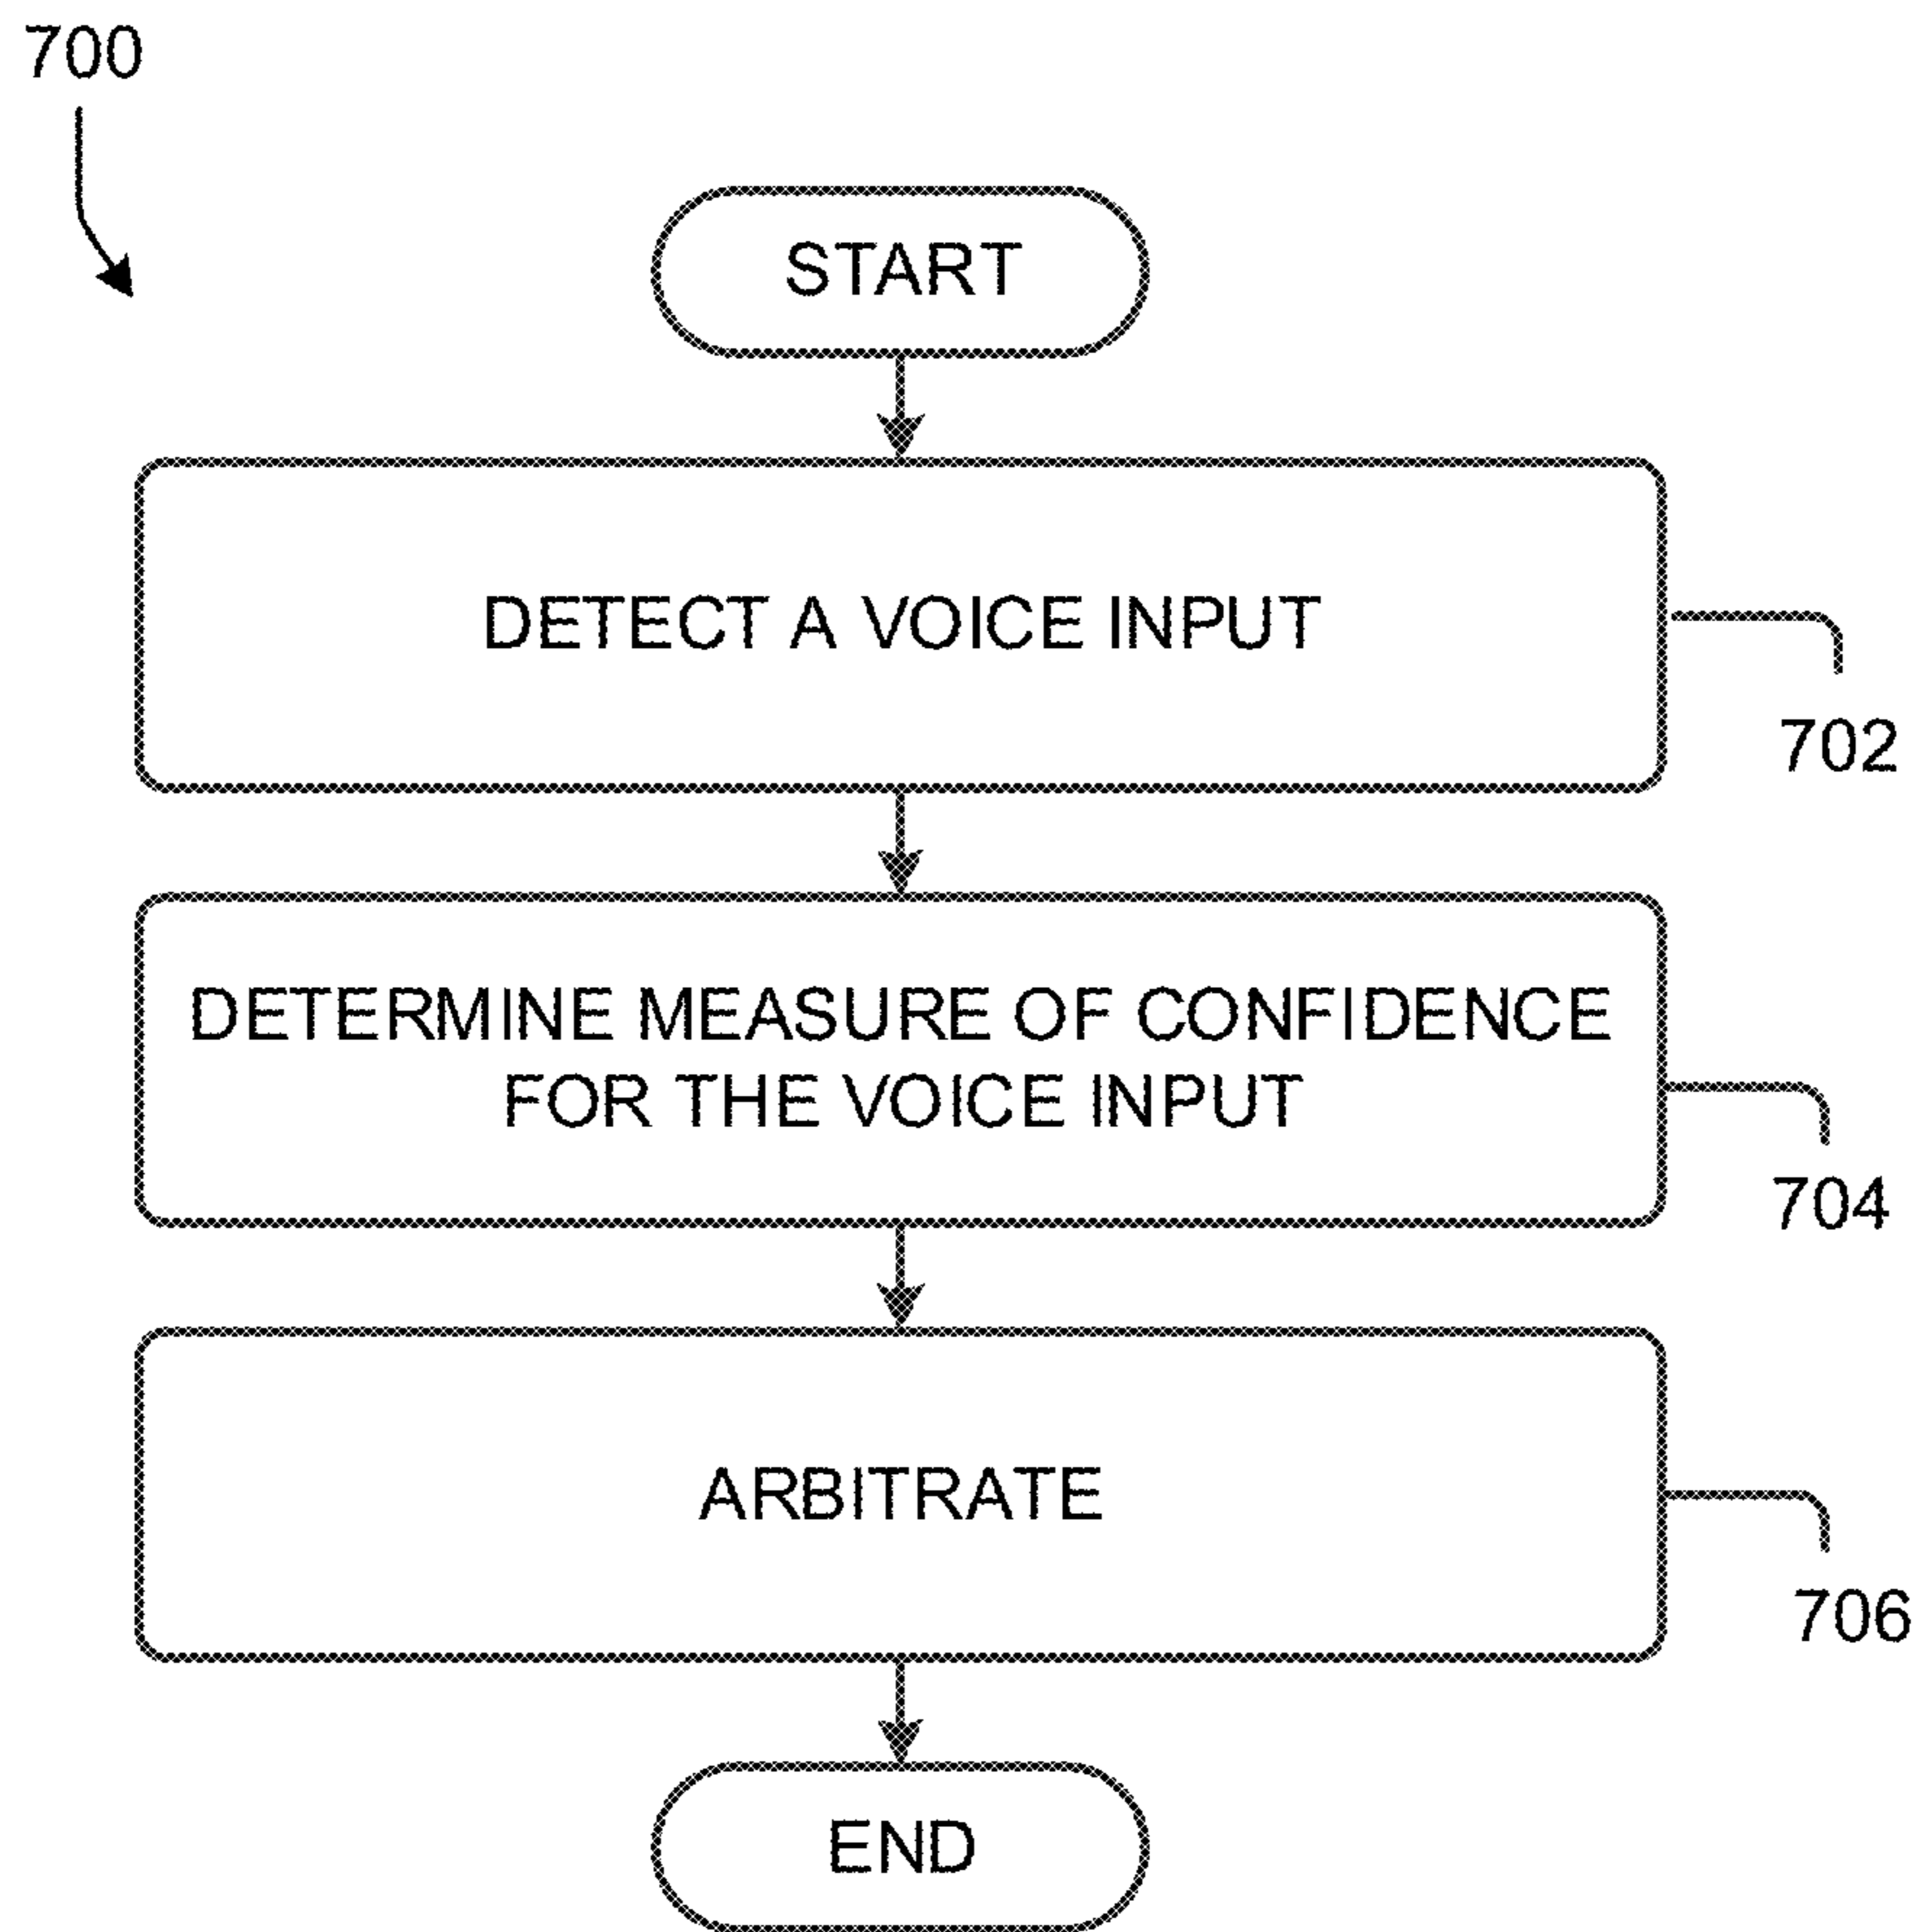 700
START
DETECT A VOICE INPUT
702
DETERMINE MEASURE OF CONFIDENCE
FOR THE VOICE INPUT
704
ARBITRATE
706
END